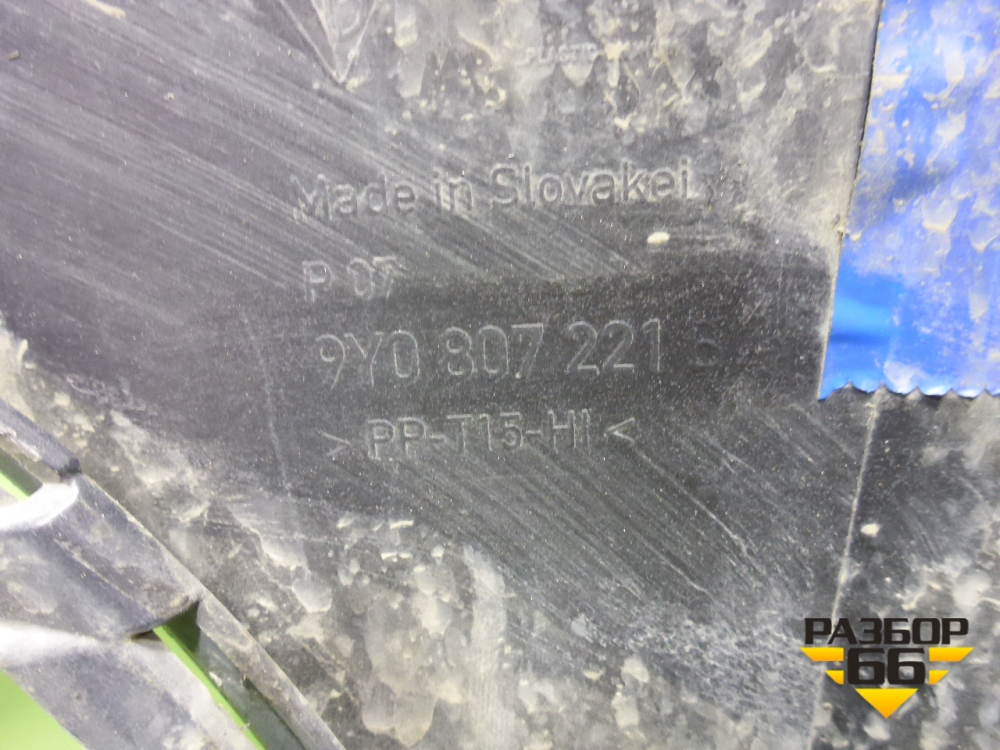 Made in Slovakei
P 07
9Y0 807 221
> PP-T15-HI <
РАЗБОР
66